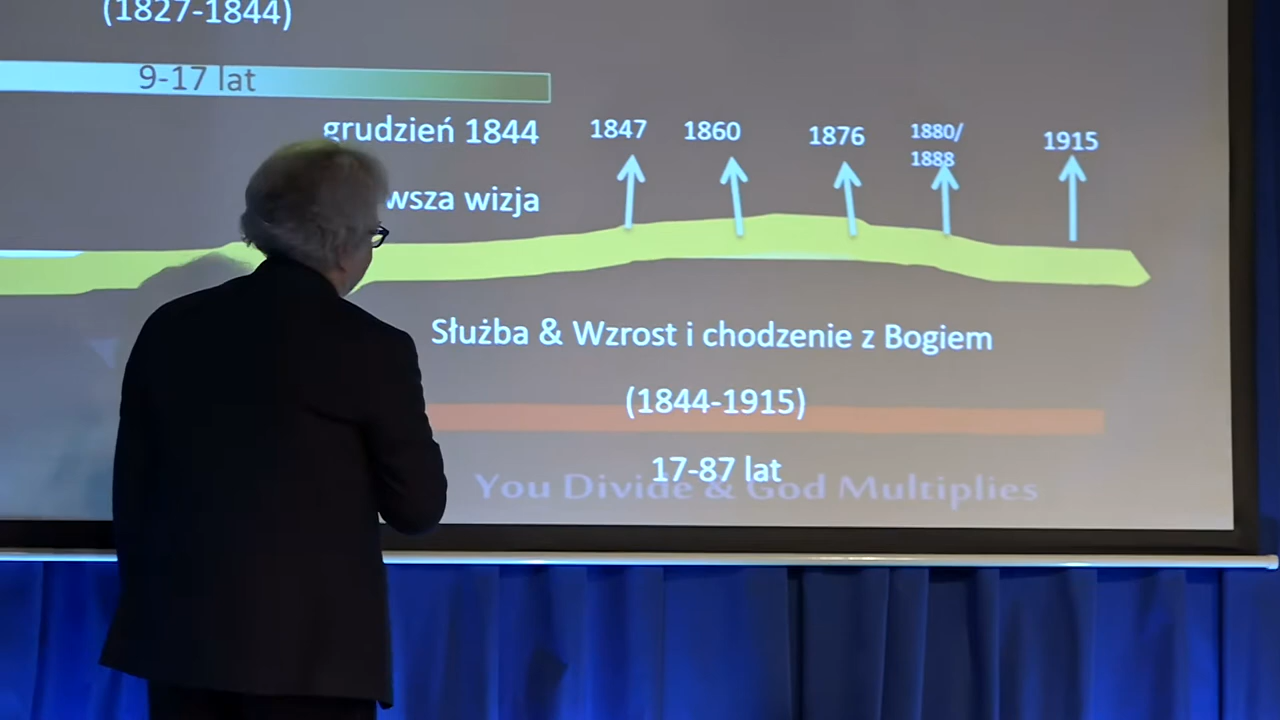 (1827-1844)
9-17 lat
grudzień 1844
wsza wizja
1847
1860
1876
1880/
1888
1915
Służba & Wzrost i chodzenie z Bogiem
(1844-1915)
17-87 lat
You Divide & God Multiplies